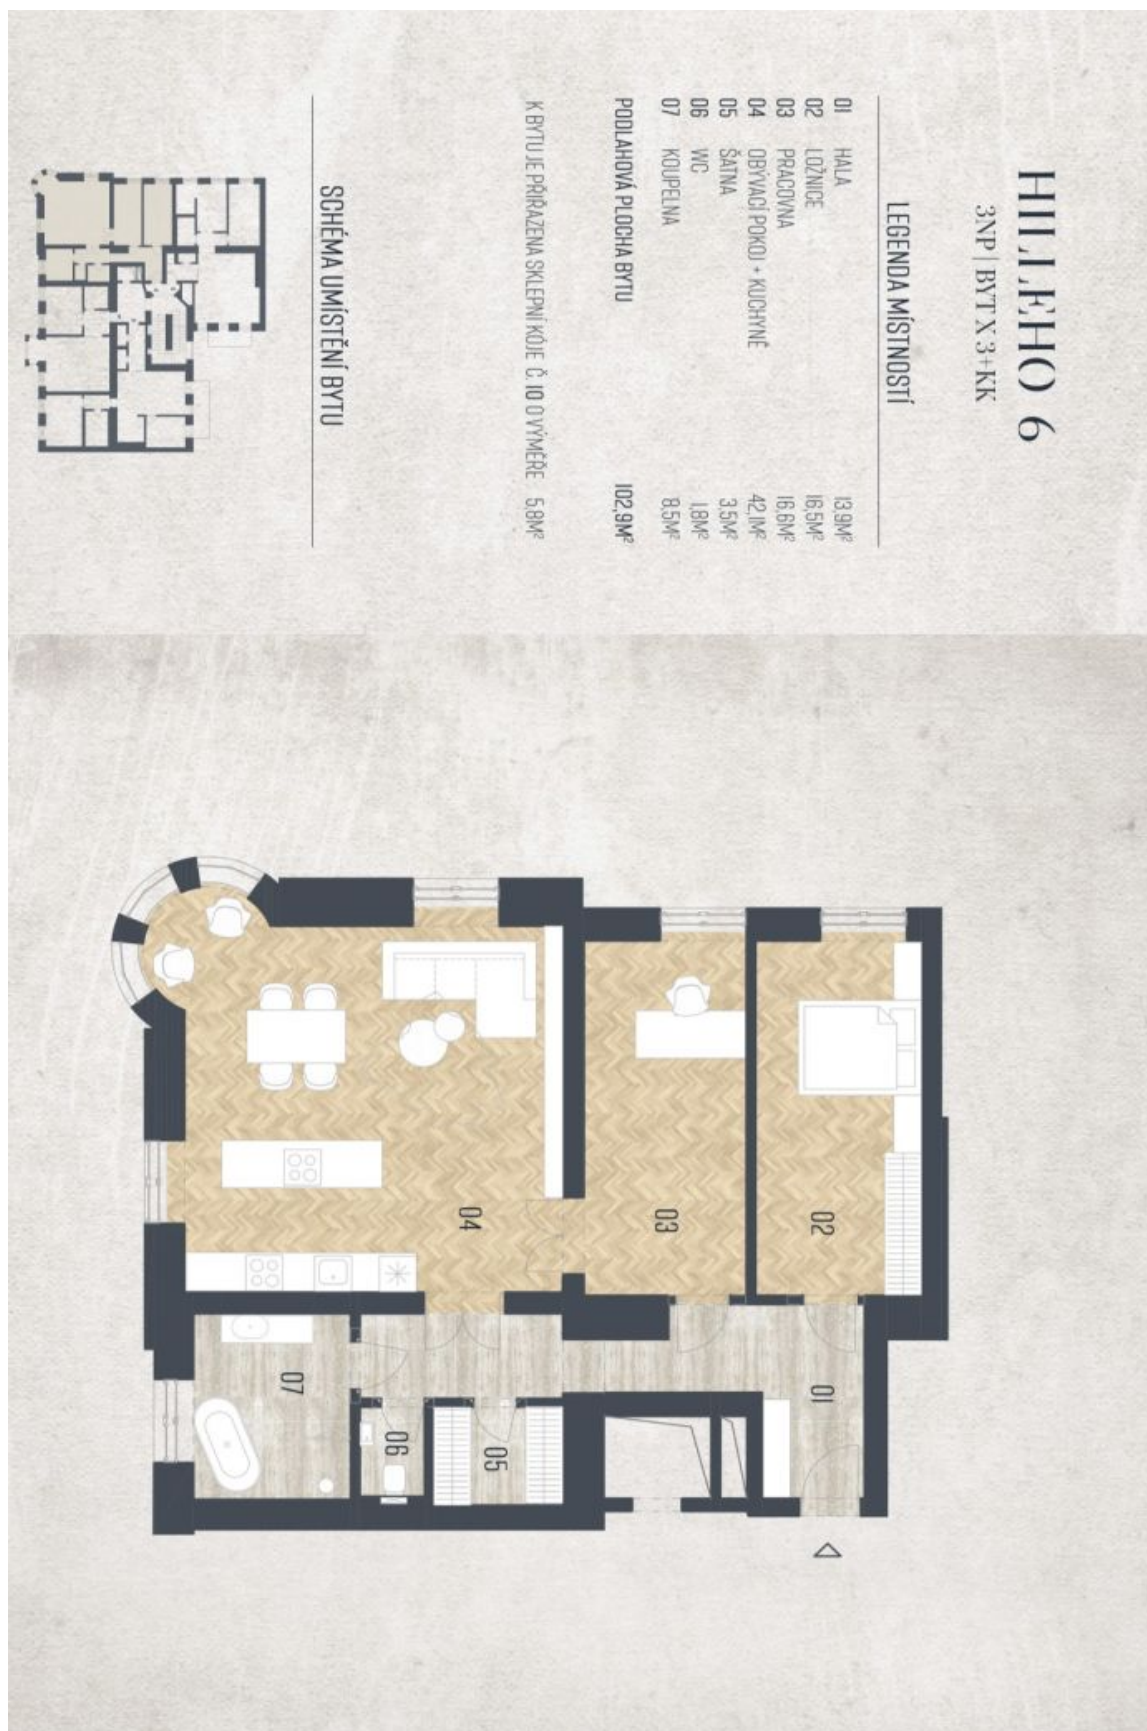 HILLEHO 6
3NP | BYT X 3+KK
LEGENDA MÍSTNOSTÍ
01 HALA 13,9M²
02 LOŽNICE 16,5M²
03 PRACOVNA 16,6M²
04 OBÝVACÍ POKOJ + KUCHYNĚ 42,1M²
05 ŠATNA 3,5M²
06 WC 1,8M²
07 KOUPELNA 8,5M²
PODLAHOVÁ PLOCHA BYTU 102,9M²
K BYTU JE PŘIŘAZENA SKLEPNÍ KÓJE Č. 10 O VÝMĚŘE 5,8M²
SCHÉMA UMÍSTĚNÍ BYTU
02
01
03
04
05
06
07